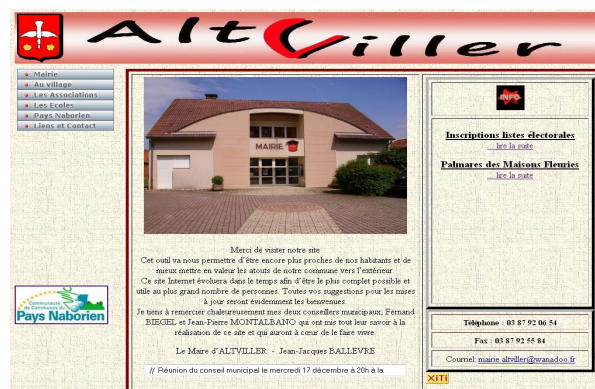 Altviller
Mairie
Au village
Les Associations
Les Ecoles
Pays Naborien
Liens et Contact
Communauté
de Communes du
Pays Naborien
MAIRIE
Merci de visiter notre site
Cet outil va nous permettre d'être encore plus proches de nos habitants et de
mieux mettre en valeur les atouts de notre commune vers l'extérieur.
Ce site Internet évoluera dans le temps afin d'être le plus complet possible et
utile au plus grand nombre de personnes. Toutes vos suggestions pour les mises
à jour seront évidemment les bienvenues.
Je tiens à remercier chaleureusement mes deux conseillers municipaux, Fernand
BIEGEL et Jean-Pierre MONTALBANO qui ont mis tout leur savoir à la
réalisation de ce site et qui auront à cœur de le faire vivre.
Le Maire d'ALTVILLER - Jean-Jacques BALLEVRE
// Réunion du conseil municipal le mercredi 17 décembre à 20h à la
INFO
Inscriptions listes électorales
... lire la suite
Palmares des Maisons Fleuries
... lire la suite
Téléphone : 03 87 92 06 54
Fax : 03 87 92 55 84
Courriel: mairie.altviller@wanadoo.fr
XiTi